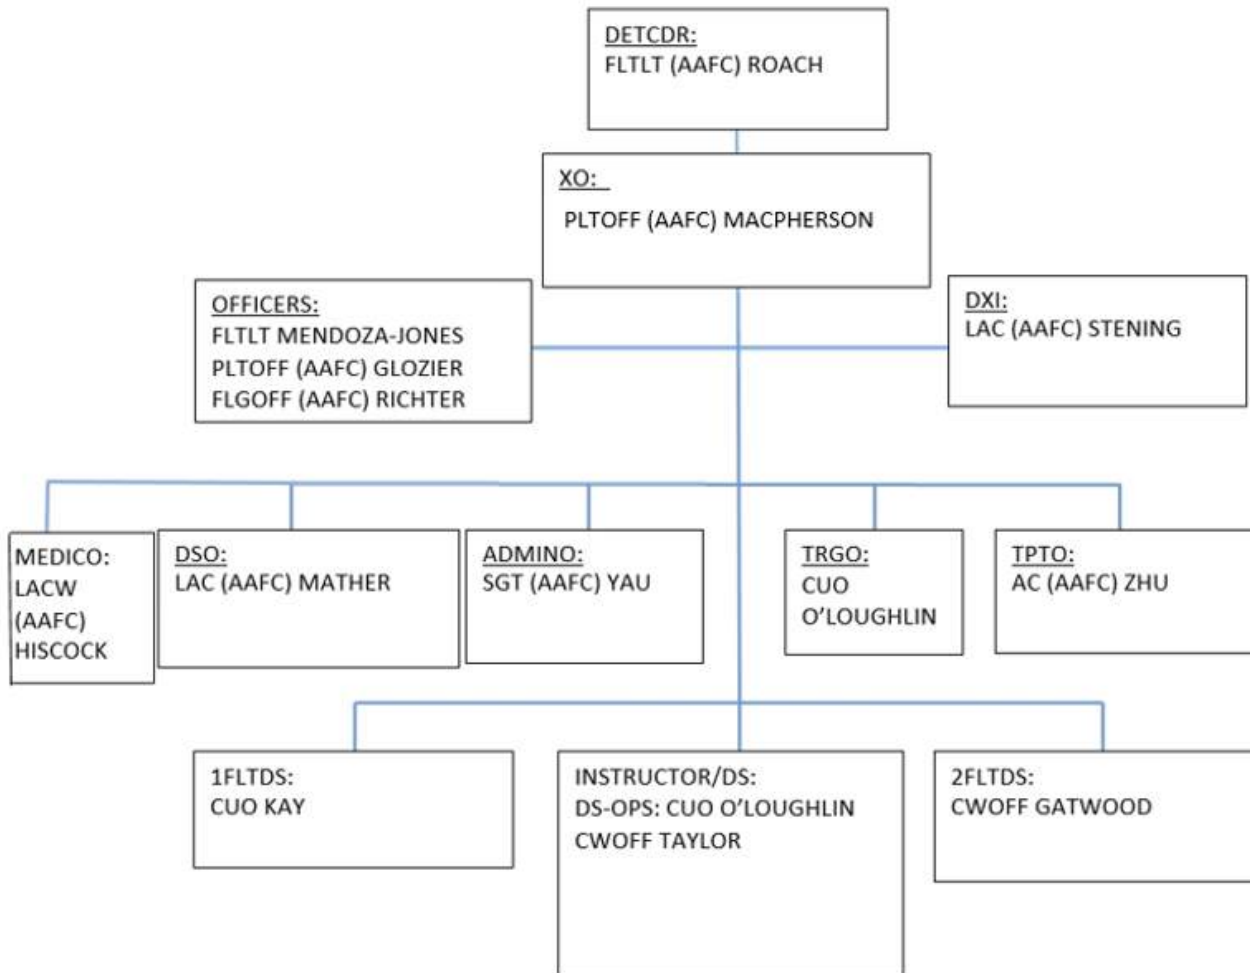 DETCDR:
FLTLT (AAFC) ROACH
XO:
PLTOFF (AAFC) MACPHERSON
OFFICERS:
FLTLT MENDOZA-JONES
PLTOFF (AAFC) GLOZIER
FLGOFF (AAFC) RICHTER
DXI:
LAC (AAFC) STENING
MEDICO:
LACW
(AAFC)
HISCOCK
DSO:
LAC (AAFC) MATHER
ADMINO:
SGT (AAFC) YAU
TRGO:
CUO
O’LOUGHLIN
TPTO:
AC (AAFC) ZHU
1FLTDS:
CUO KAY
INSTRUCTOR/DS:
DS-OPS: CUO O’LOUGHLIN
CWOFF TAYLOR
2FLTDS:
CWOFF GATWOOD